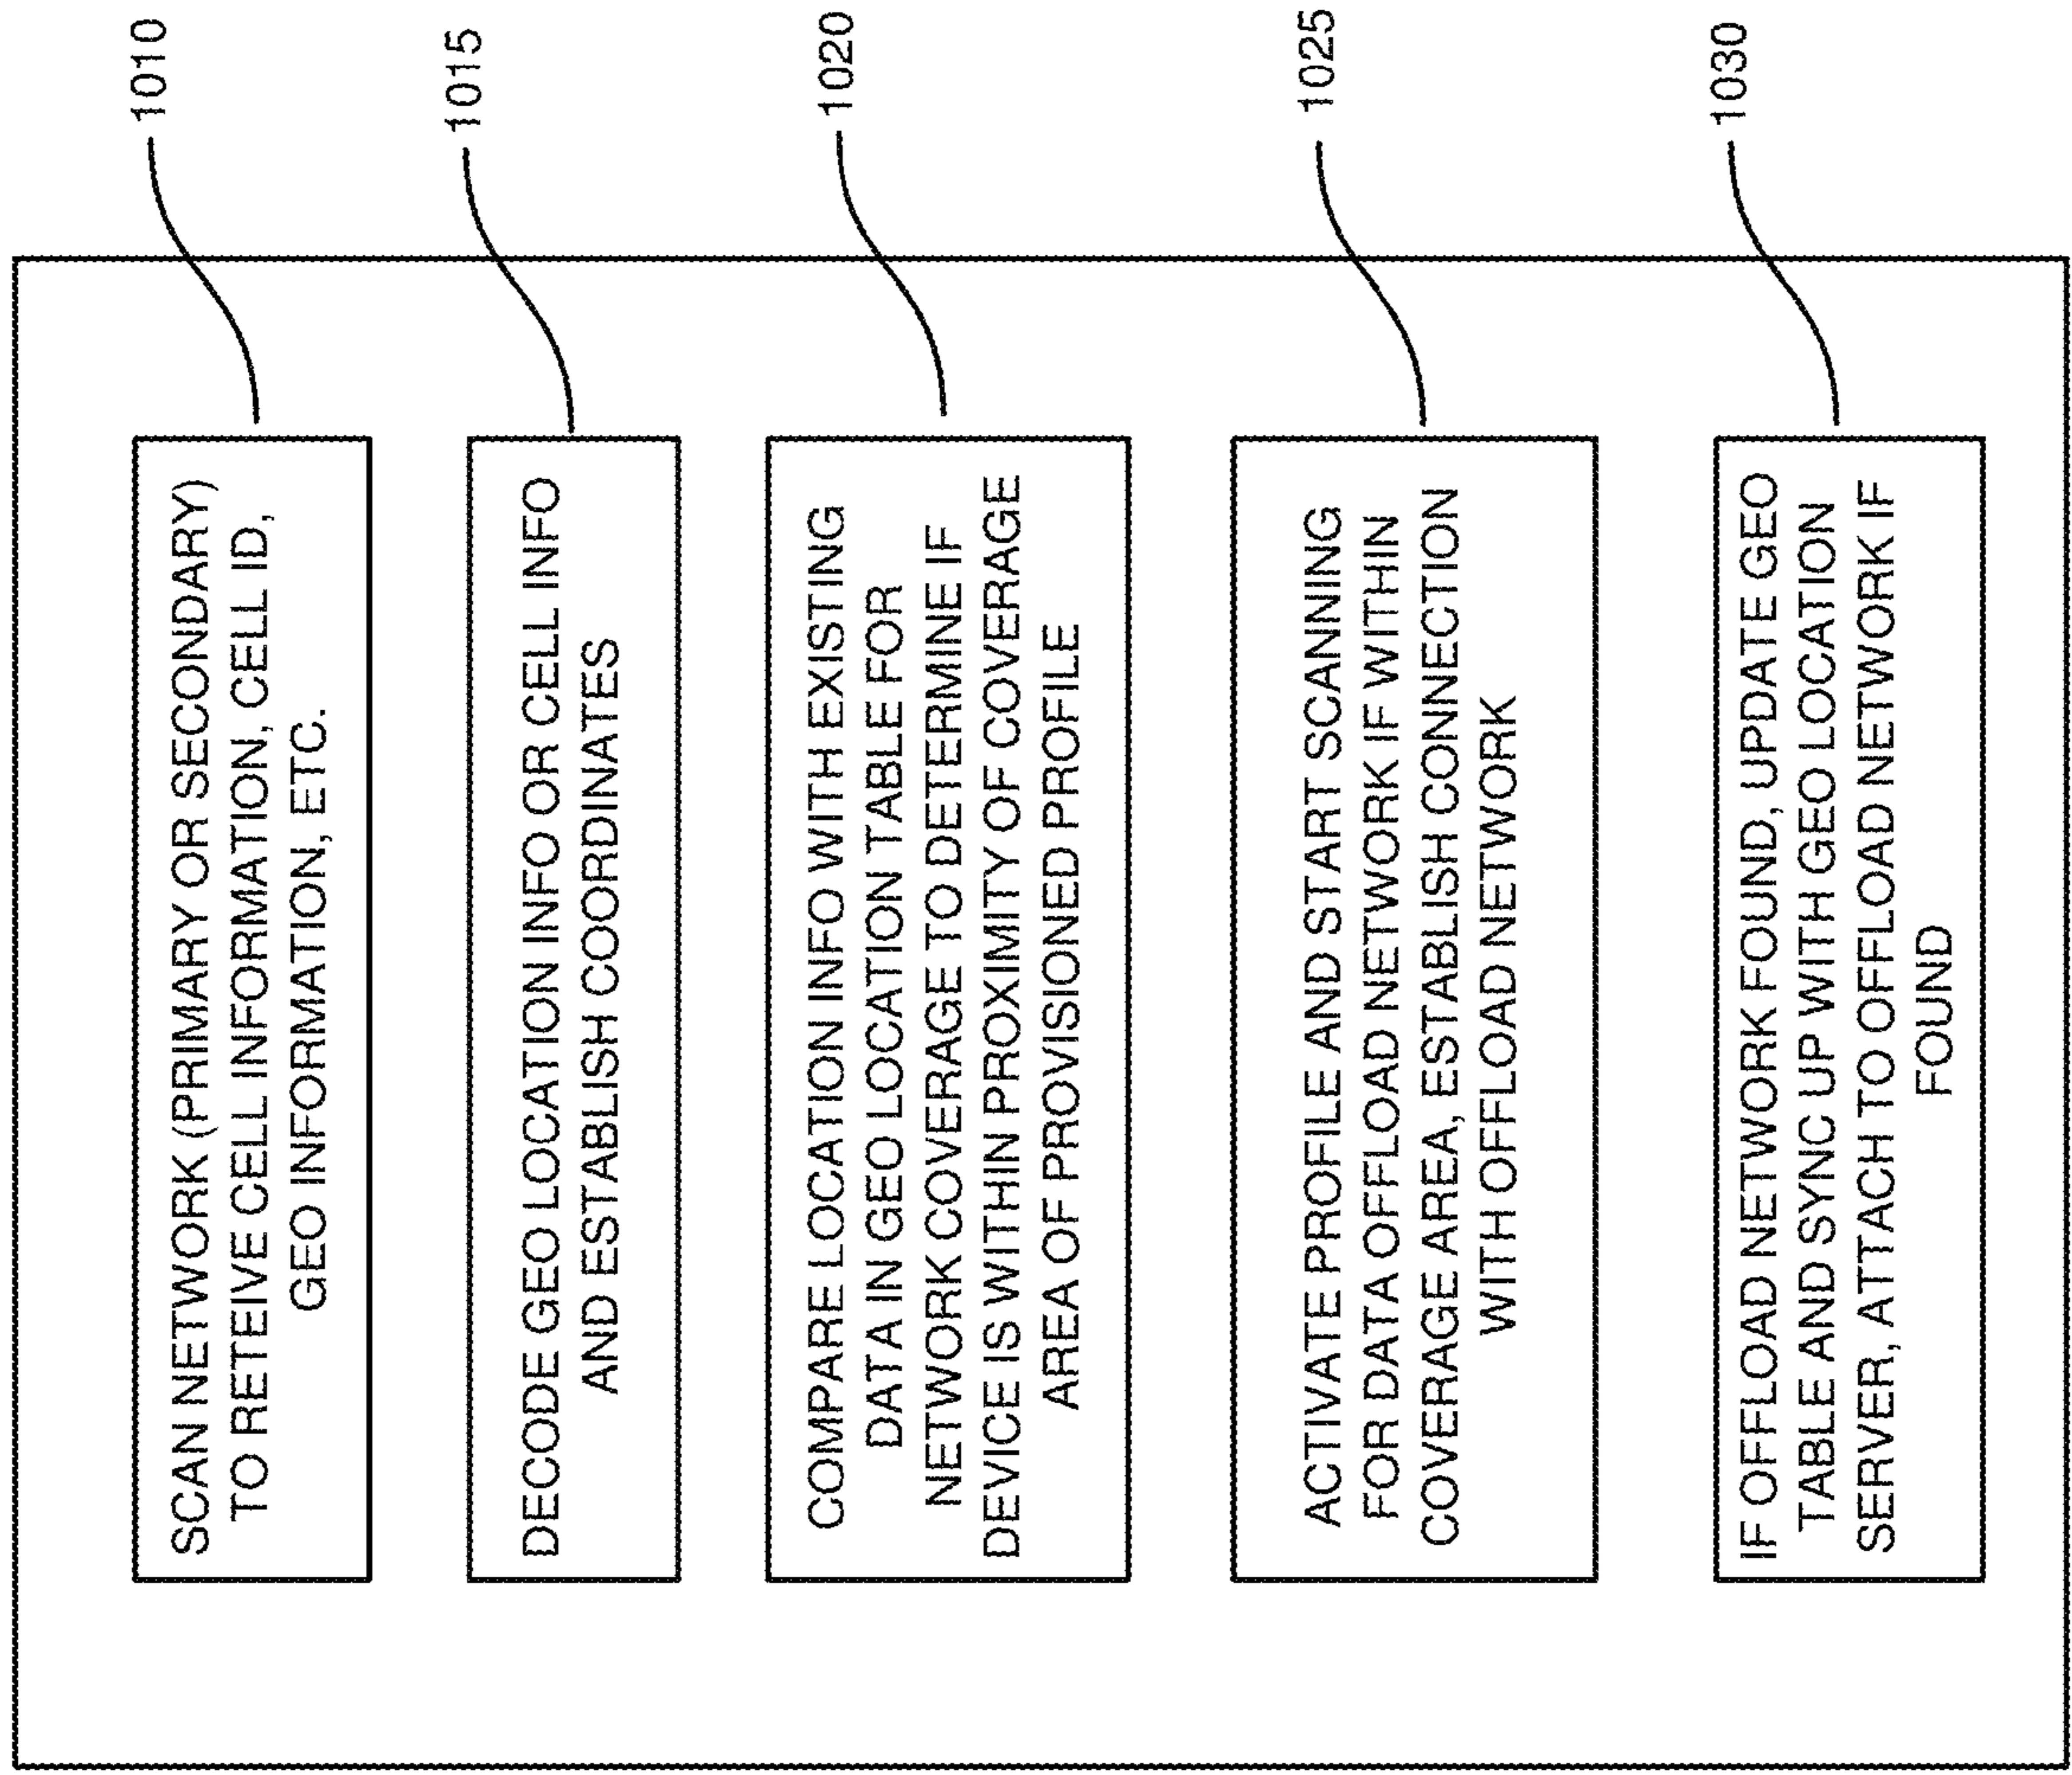 SCAN NETWORK (PRIMARY OR SECONDARY)
TO RETEIVE CELL INFORMATION, CELL ID,
GEO INFORMATION, ETC.
1010
DECODE GEO LOCATION INFO OR CELL INFO
AND ESTABLISH COORDINATES
1015
COMPARE LOCATION INFO WITH EXISTING
DATA IN GEO LOCATION TABLE FOR
NETWORK COVERAGE TO DETERMINE IF
DEVICE IS WITHIN PROXIMITY OF COVERAGE
AREA OF PROVISIONED PROFILE
1020
ACTIVATE PROFILE AND START SCANNING
FOR DATA OFFLOAD NETWORK IF WITHIN
COVERAGE AREA, ESTABLISH CONNECTION
WITH OFFLOAD NETWORK
1025
IF OFFLOAD NETWORK FOUND, UPDATE GEO
TABLE AND SYNC UP WITH GEO LOCATION
SERVER, ATTACH TO OFFLOAD NETWORK IF
FOUND
1030